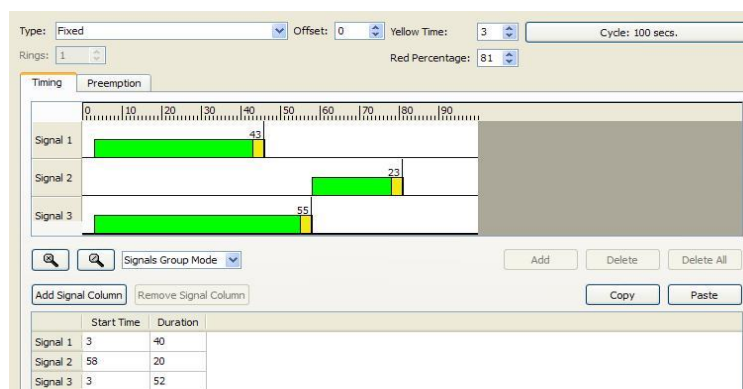 Type: Fixed Offset: 0 Yellow Time: 3 Cycle: 100 secs.
Rings: 1 Red Percentage: 81
Timing Preemption
0 10 20 30 40 50 60 70 80 90
Signal 1 43
Signal 2 23
Signal 3 55
Signals Group Mode Add Delete Delete All
Add Signal Column Remove Signal Column Copy Paste
Start Time Duration
Signal 1 3 40
Signal 2 58 20
Signal 3 3 52